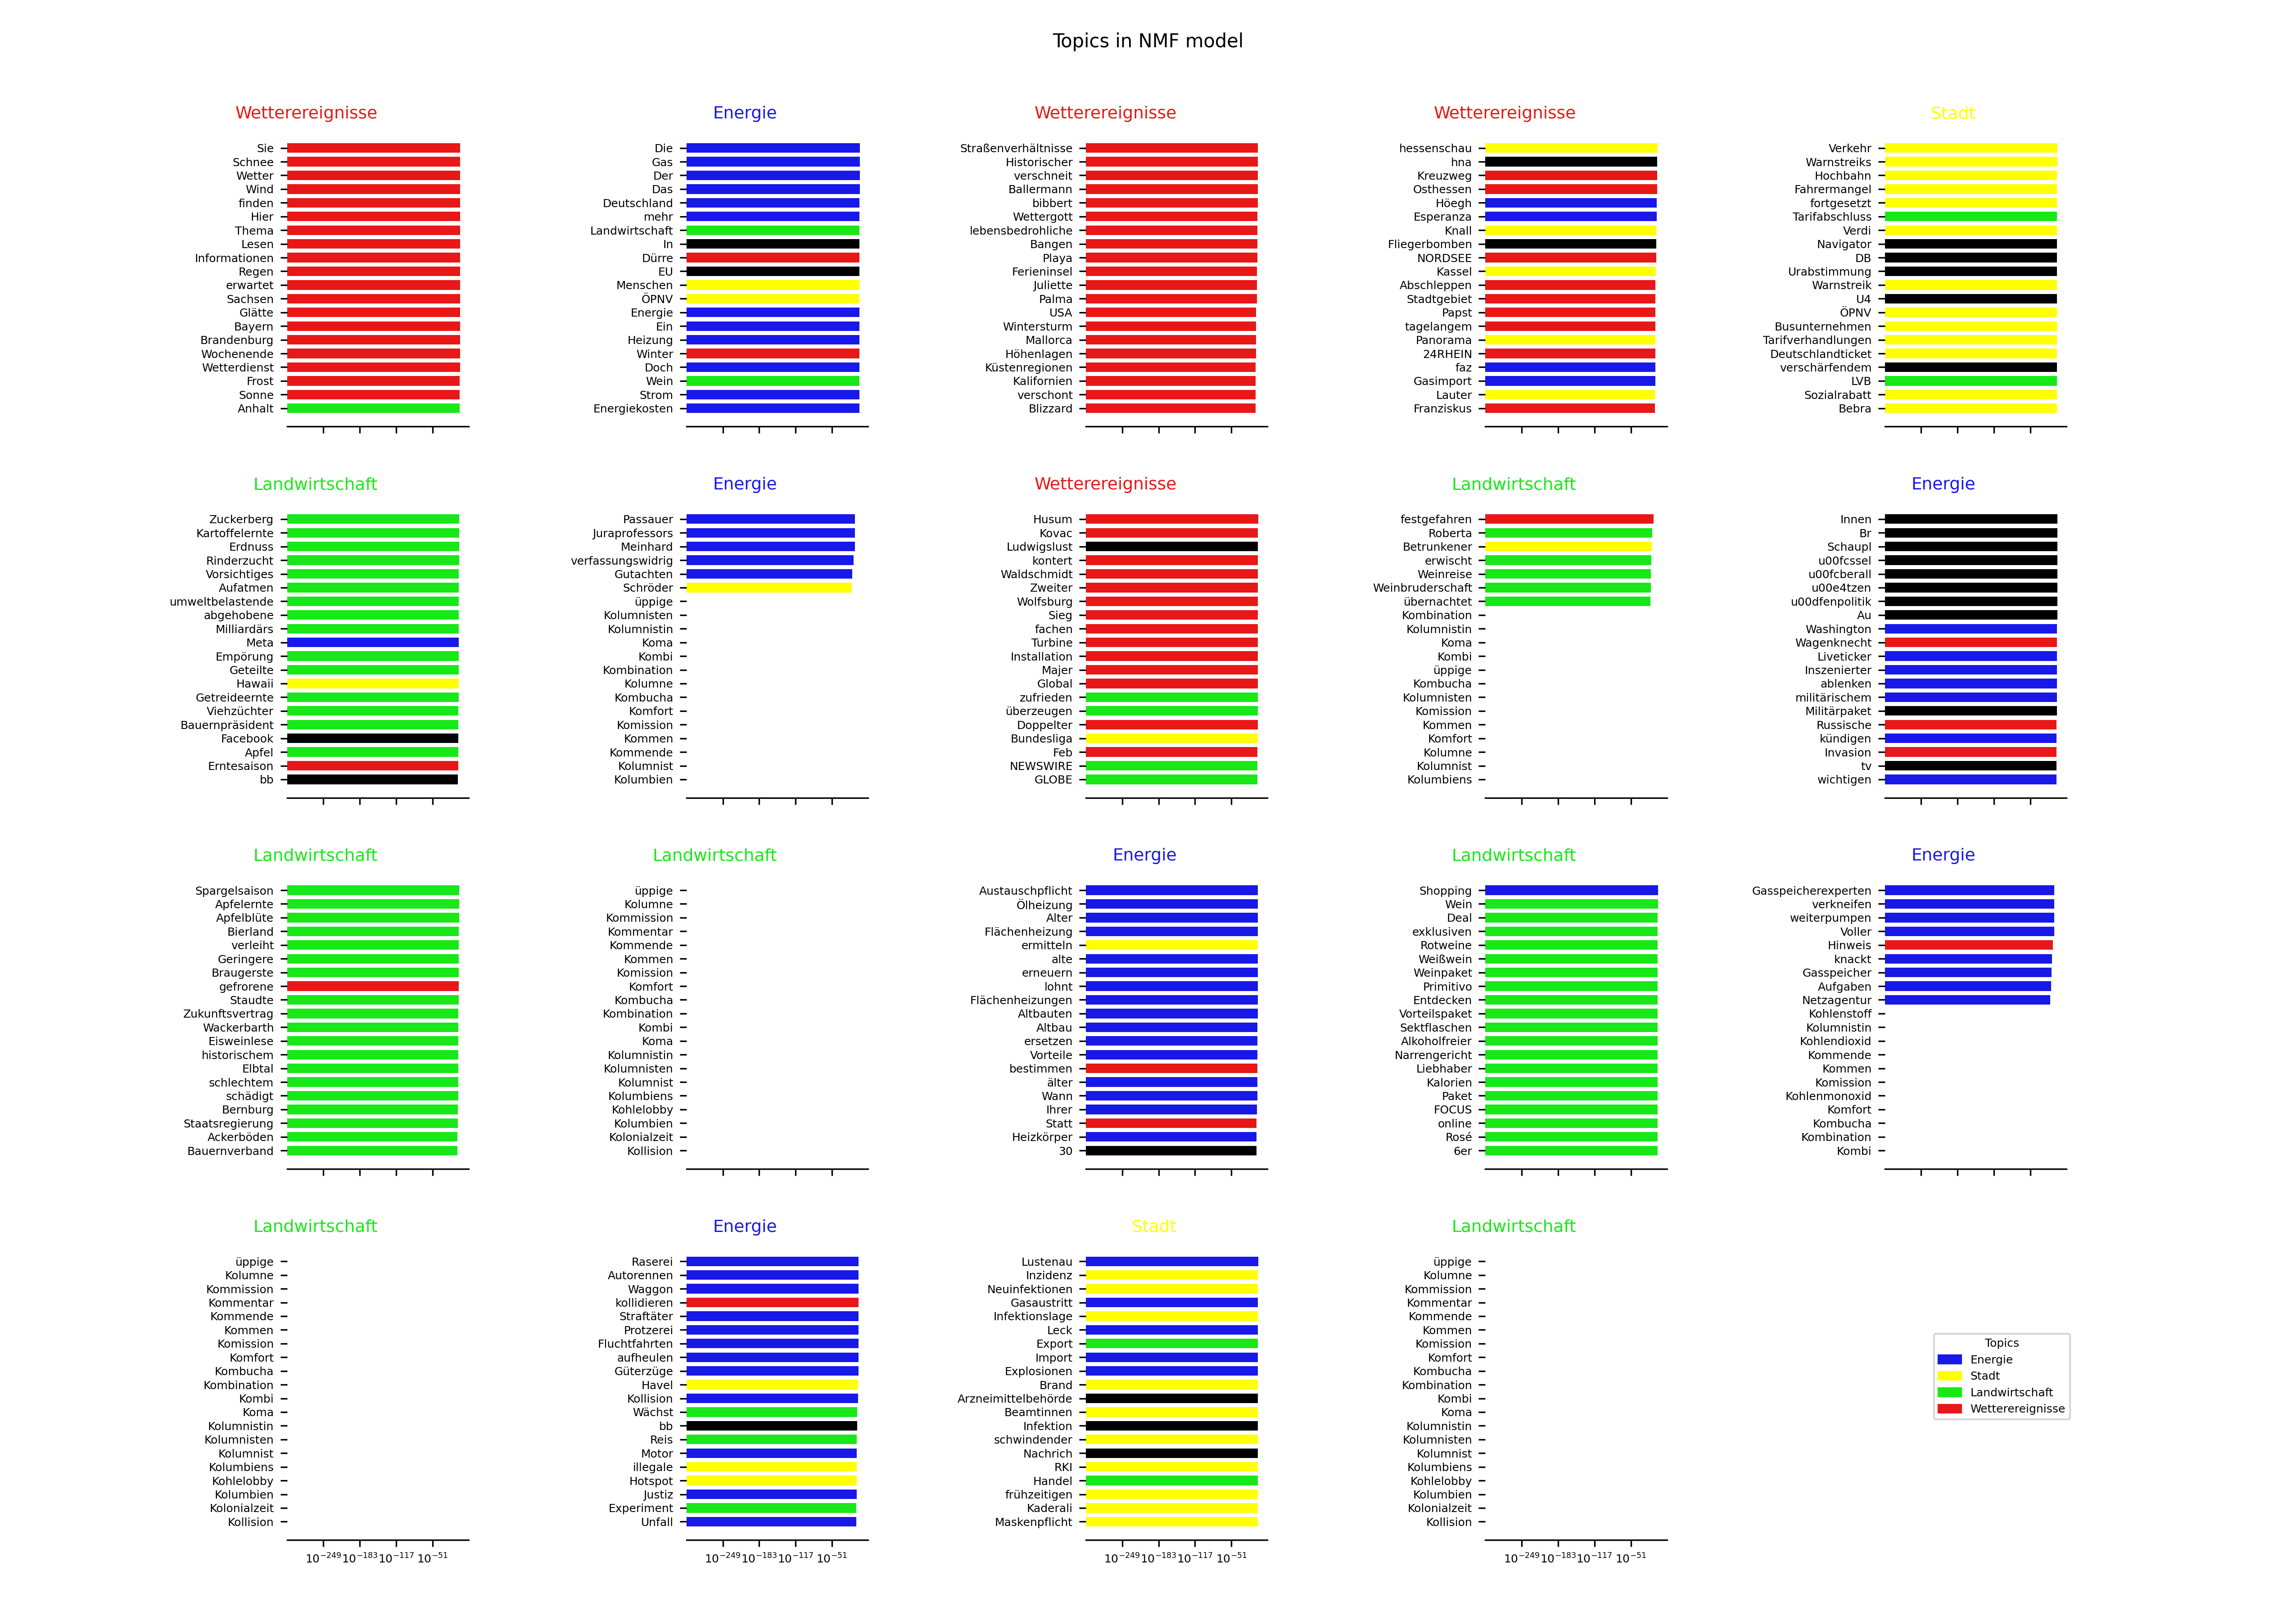 Topics in NMF model
Wetterereignisse
Sie
Schnee
Wetter
Wind
finden
Hier
Thema
Lesen
Informationen
Regen
erwartet
Sachsen
Glätte
Bayern
Brandenburg
Wochenende
Wetterdienst
Frost
Sonne
Anhalt
Energie
Die
Gas
Der
Das
Deutschland
mehr
Landwirtschaft
In
Dürre
EU
Menschen
ÖPNV
Energie
Ein
Heizung
Winter
Doch
Wein
Strom
Energiekosten
Wetterereignisse
Straßenverhältnisse
Historischer
verschneit
Ballermann
bibbert
Wettergott
lebensbedrohliche
Bangen
Playa
Ferieninsel
Juliette
Palma
USA
Wintersturm
Mallorca
Höhenlagen
Küstenregionen
Kalifornien
verschont
Blizzard
Wetterereignisse
hessenschau
hna
Kreuzweg
Osthessen
Höegh
Esperanza
Knall
Fliegerbomben
NORDSEE
Kassel
Abschleppen
Stadtgebiet
Papst
tagelangem
Panorama
24RHEIN
faz
Gasimport
Lauter
Franziskus
Stadt
Verkehr
Warnstreiks
Hochbahn
Fahrermangel
fortgesetzt
Tarifabschluss
Verdi
Navigator
DB
Urabstimmung
Warnstreik
U4
ÖPNV
Busunternehmen
Tarifverhandlungen
Deutschlandticket
verschärfendem
LVB
Sozialrabatt
Bebra
Landwirtschaft
Zuckerberg
Kartoffelernte
Erdnuss
Rinderzucht
Vorsichtiges
Aufatmen
umweltbelastende
abgehobene
Milliardärs
Meta
Empörung
Geteilte
Hawaii
Getreideernte
Viehzüchter
Bauernpräsident
Facebook
Apfel
Erntesaison
bb
Energie
Passauer
Juraprofessors
Meinhard
verfassungswidrig
Gutachten
Schröder
üppige
Kolumnisten
Kolumnistin
Koma
Kombi
Kombination
Kolumne
Kombucha
Komfort
Komission
Kommen
Kommende
Kolumnist
Kolumbien
Wetterereignisse
Husum
Kovac
Ludwigslust
kontert
Waldschmidt
Zweiter
Wolfsburg
Sieg
fachen
Turbine
Installation
Majer
Global
zufrieden
überzeugen
Doppelter
Bundesliga
Feb
NEWSWIRE
GLOBE
Landwirtschaft
festgefahren
Roberta
Betrunkener
erwischt
Weinreise
Weinbruderschaft
übernachtet
Kombination
Kolumnistin
Koma
Kombi
üppige
Kombucha
Kolumnisten
Komission
Kommen
Komfort
Kolumne
Kolumnist
Kolumbiens
Energie
Innen
Br
Schaupl
u00fcssel
u00fcberall
u00e4tzen
u00dfenpolitik
Au
Washington
Wagenknecht
Liveticker
Inszenierter
ablenken
militärischem
Militärpaket
Russische
kündigen
Invasion
tv
wichtigen
Landwirtschaft
Spargelsaison
Apfelernte
Apfelblüte
Bierland
verleiht
Geringere
Braugerste
gefrorene
Staudte
Zukunftsvertrag
Wackerbarth
Eisweinlese
historischem
Elbtal
schlechtem
schädigt
Bernburg
Staatsregierung
Ackerböden
Bauernverband
Landwirtschaft
üppige
Kolumne
Kommission
Kommentar
Kommende
Kommen
Komission
Komfort
Kombucha
Kombination
Kombi
Koma
Kolumnistin
Kolumnisten
Kolumnist
Kolumbiens
Kohlelobby
Kolumbien
Kolonialzeit
Kollision
Energie
Austauschpflicht
Ölheizung
Alter
Flächenheizung
ermitteln
alte
erneuern
lohnt
Flächenheizungen
Altbauten
Altbau
ersetzen
Vorteile
bestimmen
älter
Wann
Ihrer
Statt
Heizkörper
30
Landwirtschaft
Shopping
Wein
Deal
exklusiven
Rotweine
Weißwein
Weinpaket
Primitivo
Entdecken
Vorteilspaket
Sektflaschen
Alkoholfreier
Narrengericht
Liebhaber
Kalorien
Paket
FOCUS
online
Rosé
6er
Energie
Gasspeicherexperten
verkneifen
weiterpumpen
Voller
Hinweis
knackt
Gasspeicher
Aufgaben
Netzagentur
Kohlenstoff
Kolumnistin
Kohlendioxid
Kommende
Kommen
Komission
Kohlenmonoxid
Komfort
Kombucha
Kombination
Kombi
Landwirtschaft
üppige
Kolumne
Kommission
Kommentar
Kommende
Kommen
Komission
Komfort
Kombucha
Kombination
Kombi
Koma
Kolumnistin
Kolumnisten
Kolumnist
Kolumbiens
Kohlelobby
Kolumbien
Kolonialzeit
Kollision
10^-249 10^-183 10^-117 10^-51
Energie
Raserei
Autorennen
Waggon
kollidieren
Straftäter
Protzerei
Fluchtfahrten
aufheulen
Güterzüge
Havel
Kollision
Wächst
bb
Reis
Motor
illegale
Hotspot
Justiz
Experiment
Unfall
10^-249 10^-183 10^-117 10^-51
Stadt
Lustenau
Inzidenz
Neuinfektionen
Gasaustritt
Infektionslage
Leck
Export
Import
Explosionen
Brand
Arzneimittelbehörde
Beamtinnen
Infektion
schwindender
Nachrich
RKI
Handel
frühzeitigen
Kaderali
Maskenpflicht
10^-249 10^-183 10^-117 10^-51
Landwirtschaft
üppige
Kolumne
Kommission
Kommentar
Kommende
Kommen
Komission
Komfort
Kombucha
Kombination
Kombi
Koma
Kolumnistin
Kolumnisten
Kolumnist
Kolumbiens
Kohlelobby
Kolumbien
Kolonialzeit
Kollision
10^-249 10^-183 10^-117 10^-51
Topics
Energie
Stadt
Landwirtschaft
Wetterereignisse